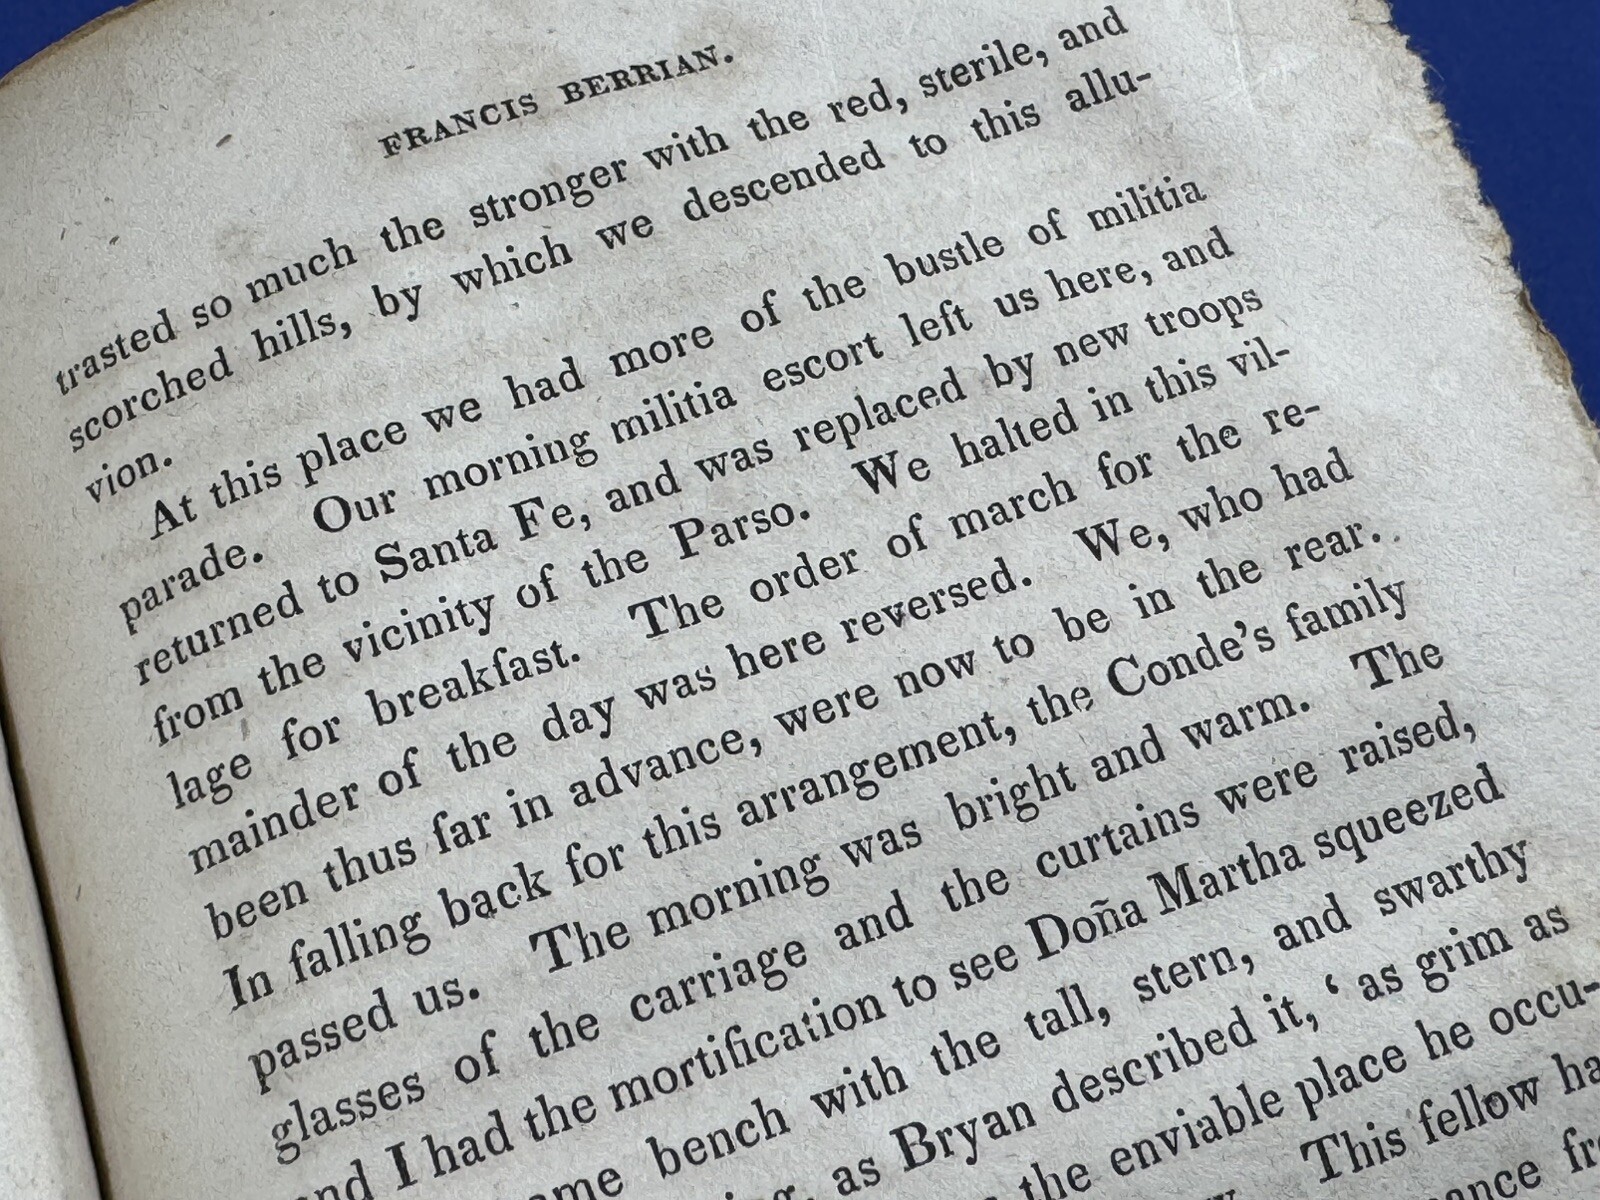 FRANCIS BERRIAN.
trasted so much the stronger with the red, sterile, and
scorched hills, by which we descended to this allu-
vion.
At this place we had more of the bustle of militia
parade. Our morning militia escort left us here, and
returned to Santa Fe, and was replaced by new troops
from the vicinity of the Parso. We halted in this vil-
lage for breakfast. The order of march for the re-
mainder of the day was here reversed. We, who had
been thus far in advance, were now to be in the rear.
In falling back for this arrangement, the Conde's family
passed us. The morning was bright and warm. The
glasses of the carriage and the curtains were raised,
and I had the mortification to see Doña Martha squeezed
bench with the tall, stern, and swarthy
as Bryan described it, ‘ as grim as
the enviable place he occu-
This fellow